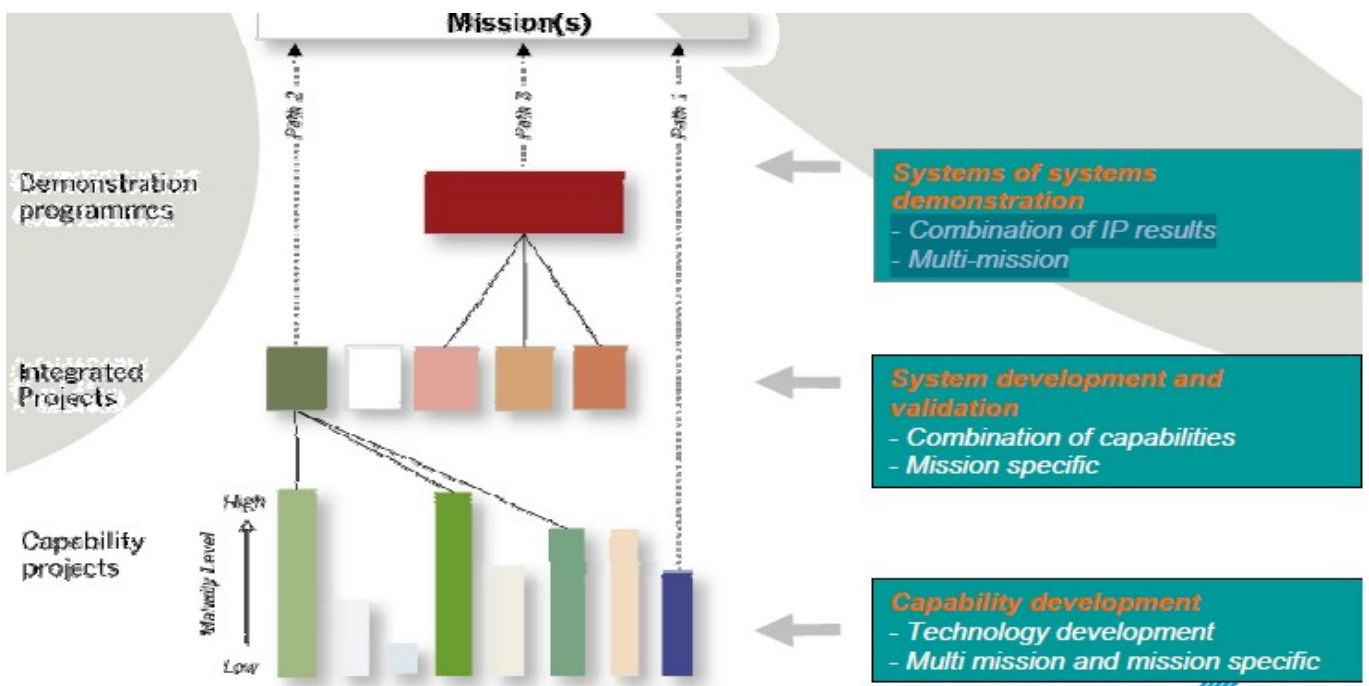 Mission(s)
Path 2
Path 3
Path 1
Demonstration
programmes
Systems of systems
demonstration
- Combination of IP results
- Multi-mission
Integrated
Projects
System development and
validation
- Combination of capabilities
- Mission specific
Capability
projects
High
Maturity Level
Low
Capability development
- Technology development
- Multi mission and mission specific